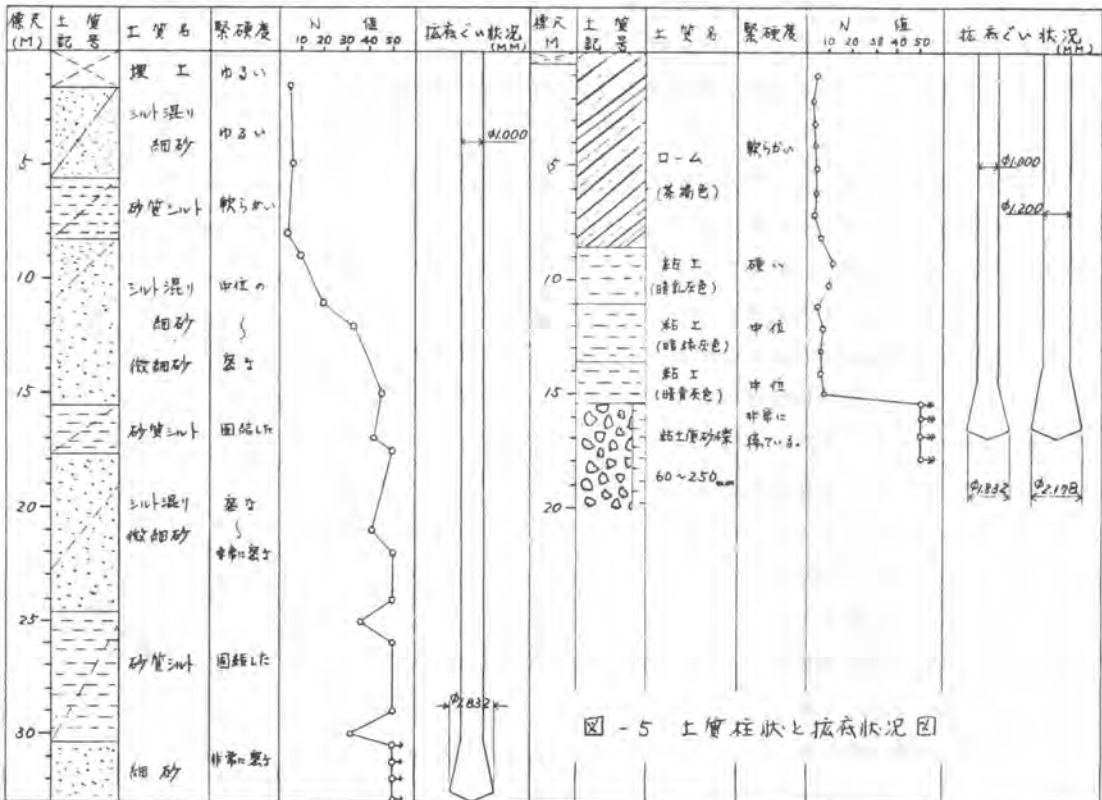 標尺(M) 土質記号 土質名 緊硬度 N 値 10 20 30 40 50 拡底ぐい状況(MM)
埋土 ゆるい
シルト混り細砂 ゆるい
φ1.000
5
砂質シルト 軟らかい
10
シルト混り細砂 中位の
〜
微細砂 密な
15
砂質シルト 固結した
20
シルト混り微細砂 密な
〜
非常に密な
25
砂質シルト 固結した
φ1.832
30
細砂 非常に密な
標尺M 土質記号 土質名 緊硬度 N 値 10 20 30 40 50 拡底ぐい状況(MM)
5
ローム 軟らかい
(茶褐色)
φ1.000
φ1.200
10
粘土 硬い
(暗乳灰色)
粘土 中位
(暗緑灰色)
粘土 中位
(暗青灰色)
15
粘土質砂礫 非常に
60~250mm
φ1.832 φ2.178
20
図-5 土質柱状と拡底状況図